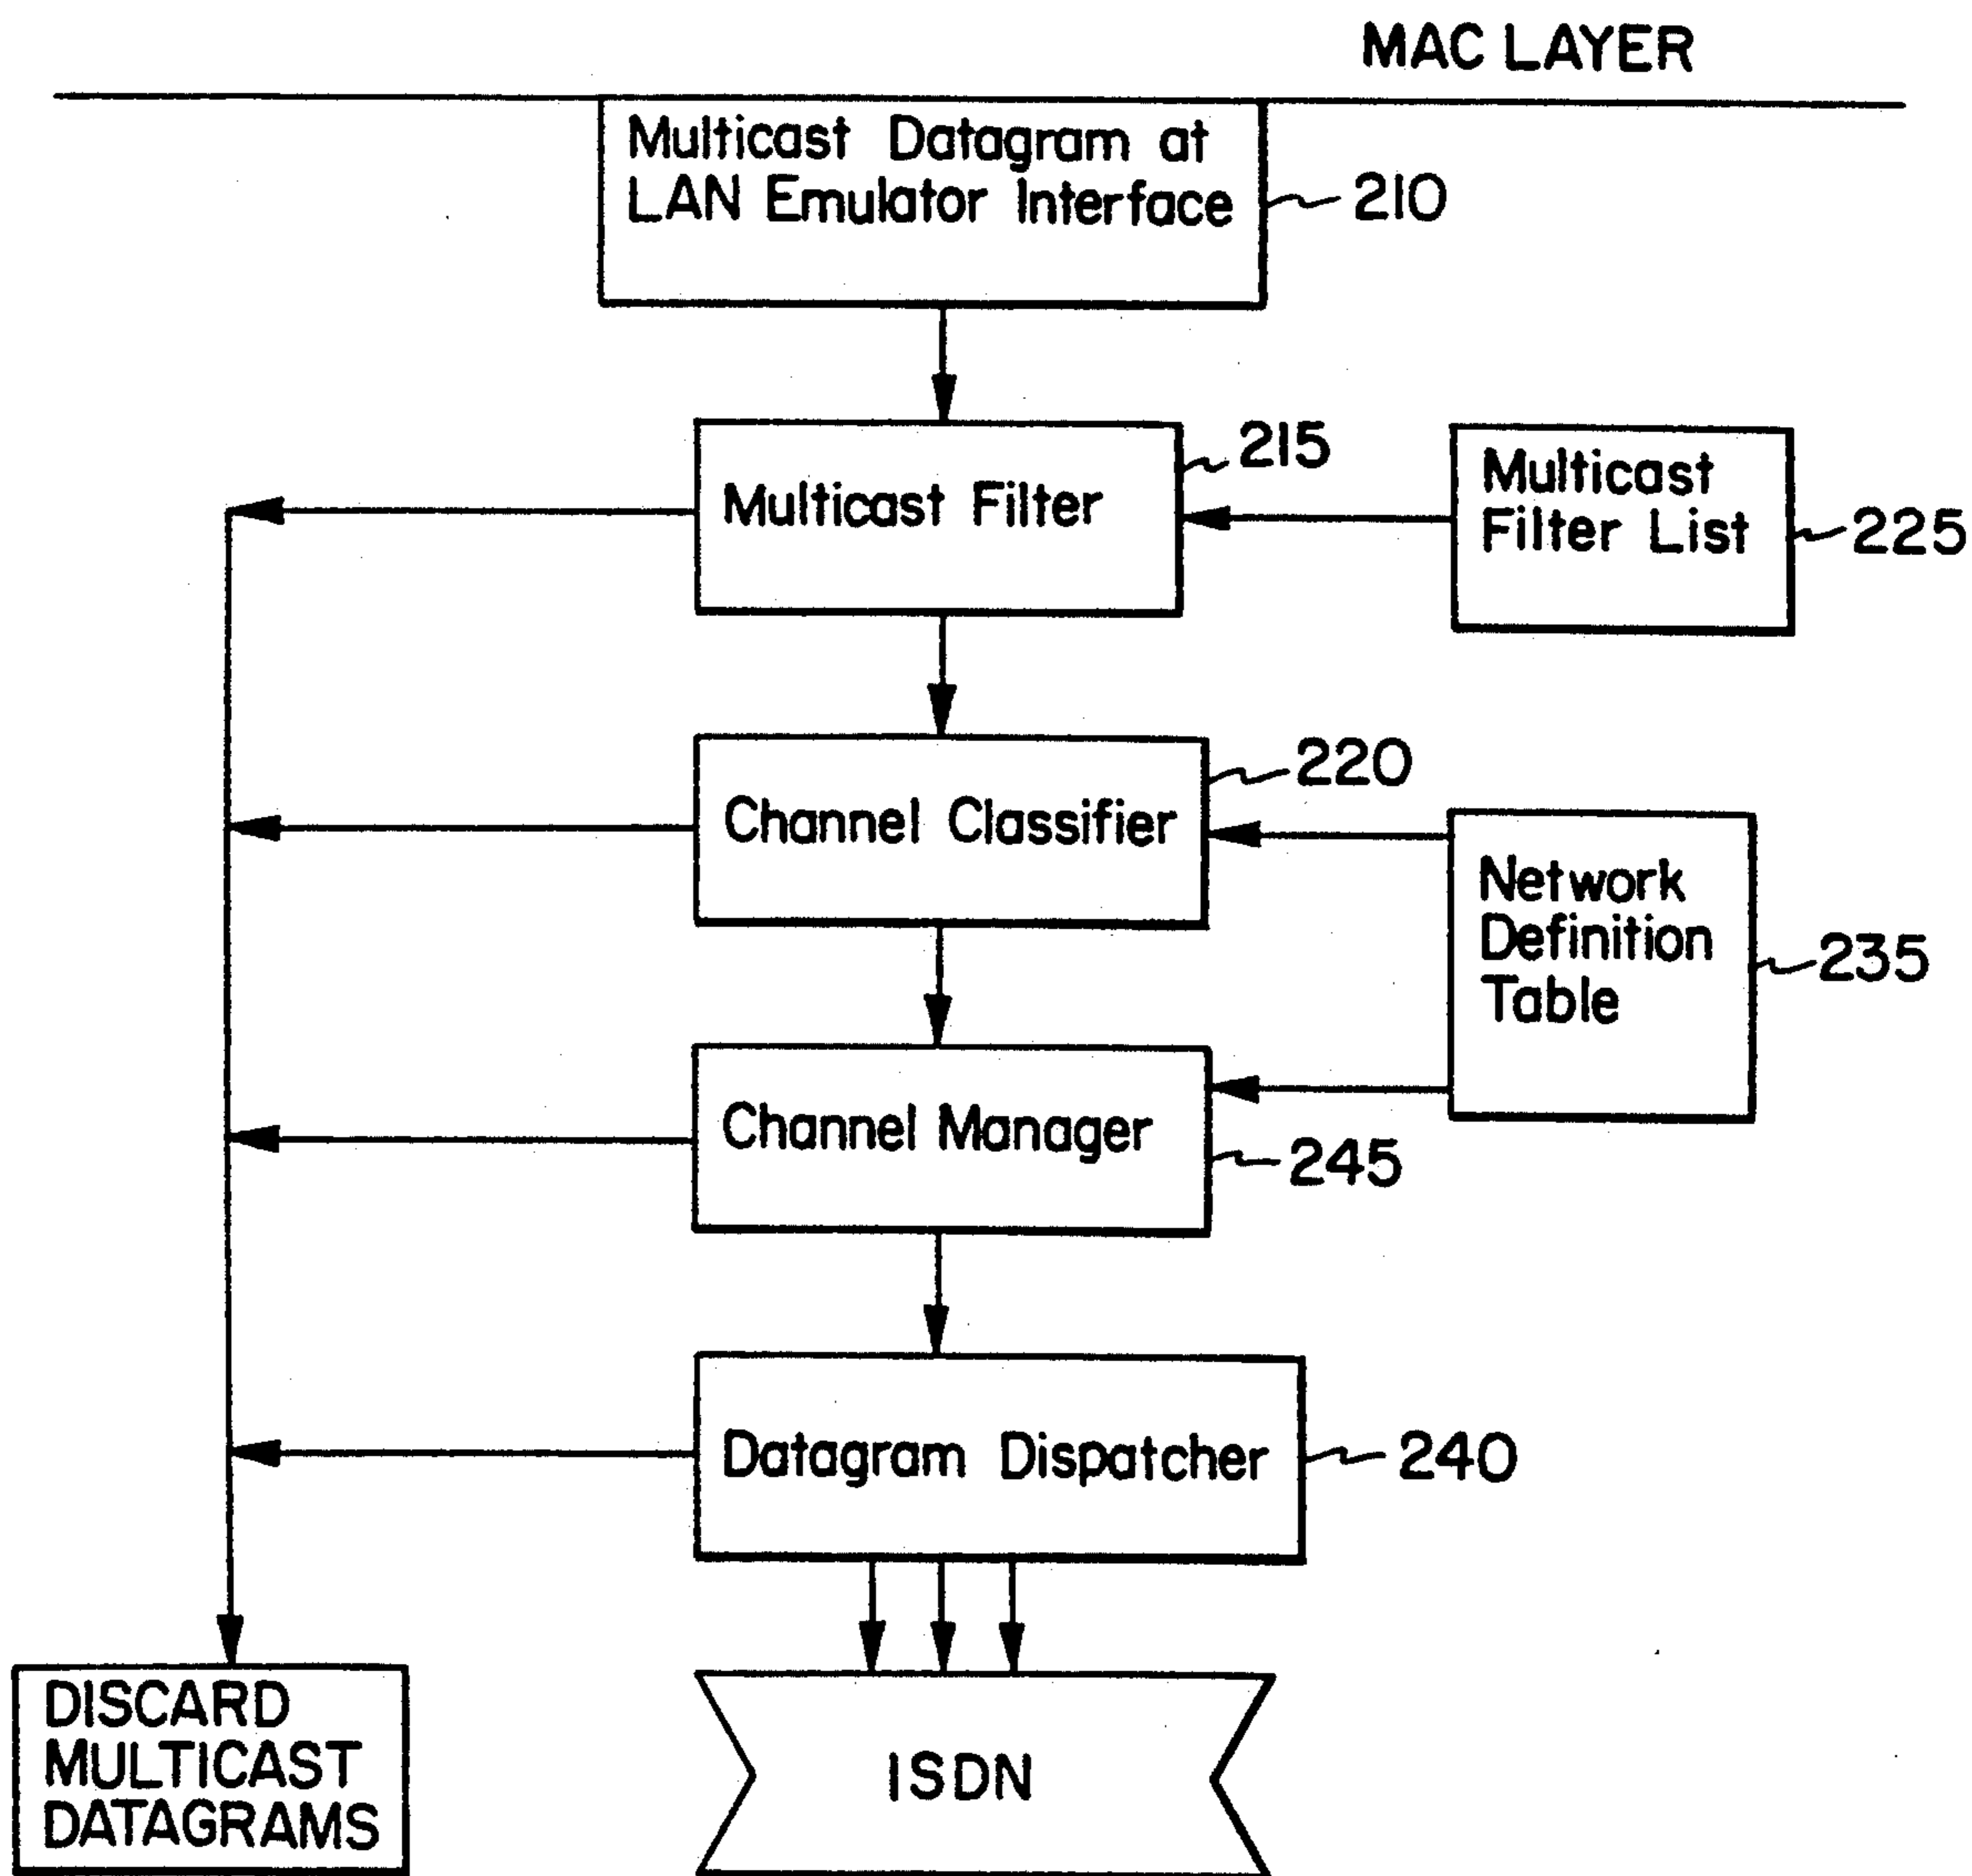 MAC LAYER
Multicast Datagram at
LAN Emulator Interface
210
Multicast Filter
215
Multicast
Filter List
225
Channel Classifier
220
Network
Definition
Table
235
Channel Manager
245
Datagram Dispatcher
240
DISCARD
MULTICAST
DATAGRAMS
ISDN